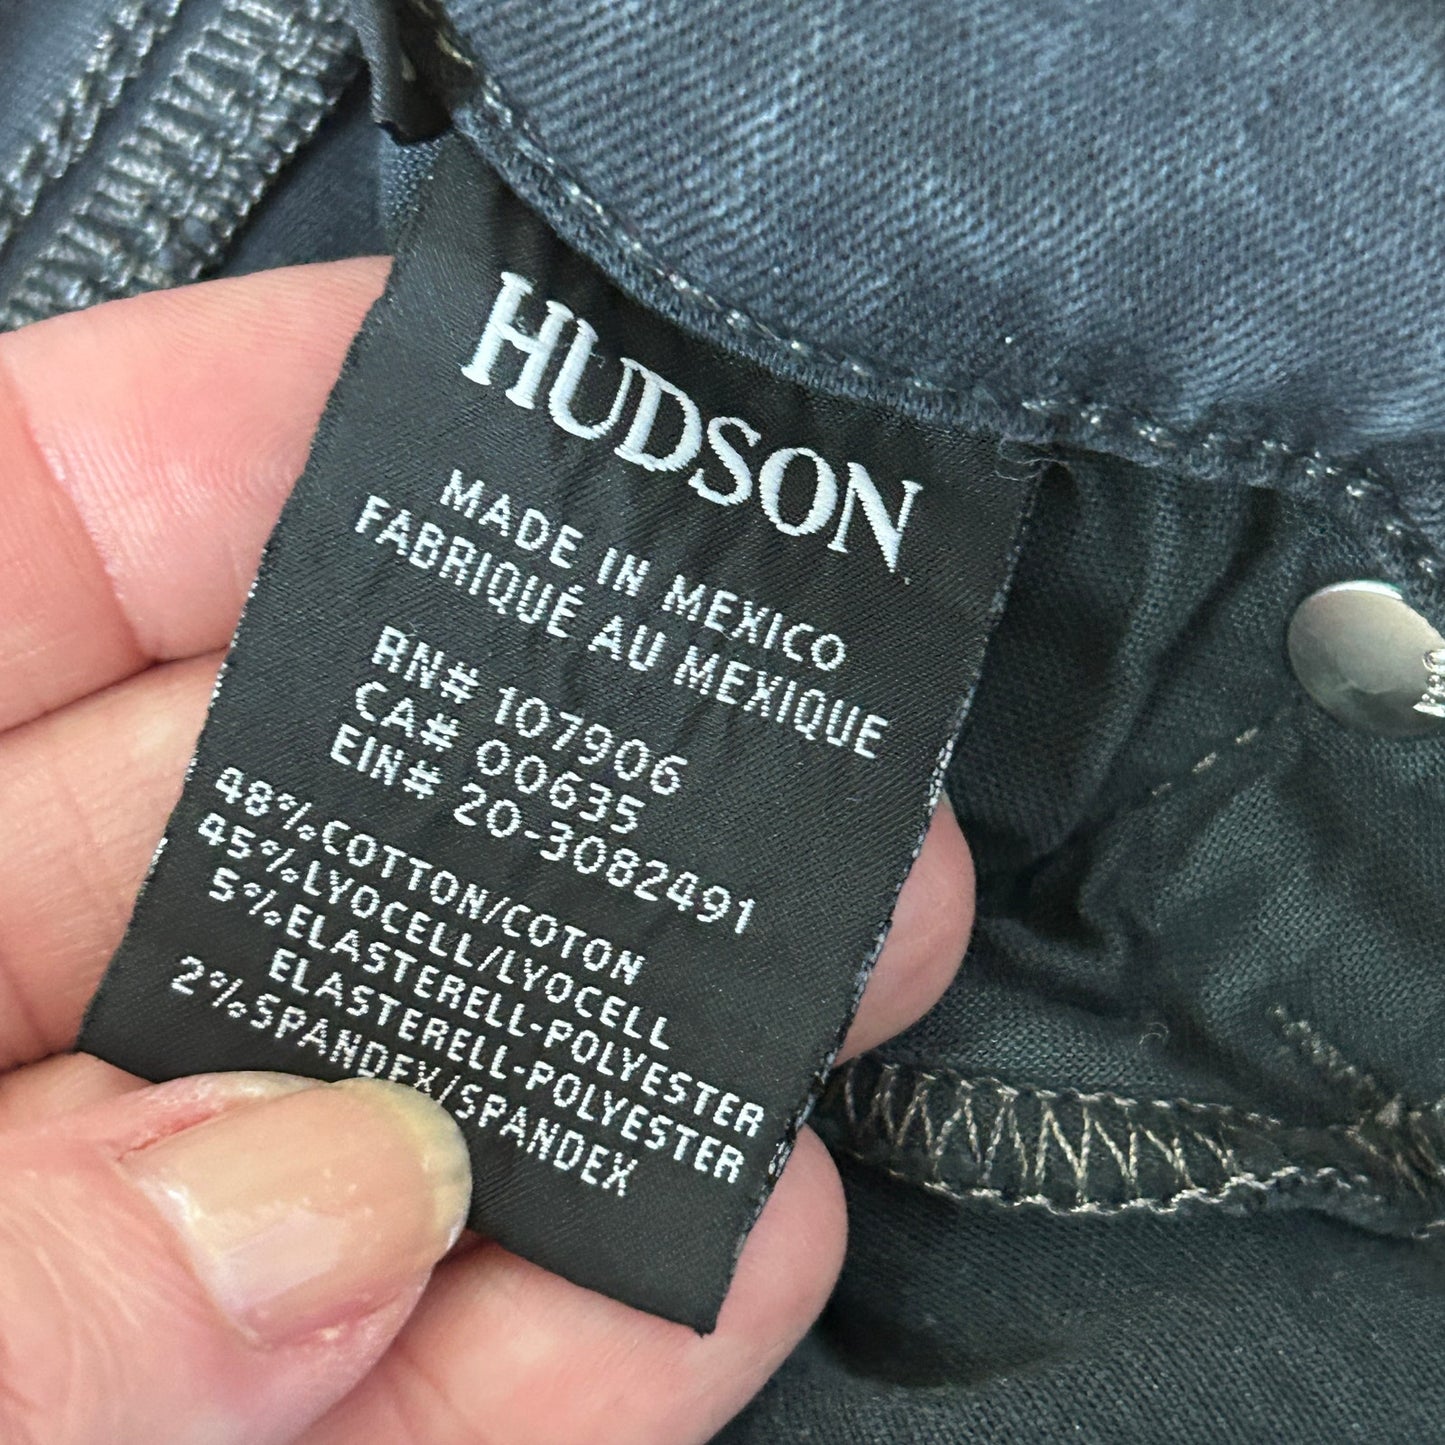 HUDSON
MADE IN MEXICO
FABRIQUÉ AU MEXIQUE
RN# 107906
CA# 00635
EIN# 20-3082491
48%COTTON/COTON
45%LYOCELL/LYOCELL
5%ELASTERELL-POLYESTER
ELASTERELL-POLYESTER
2%SPANDEX/SPANDEX